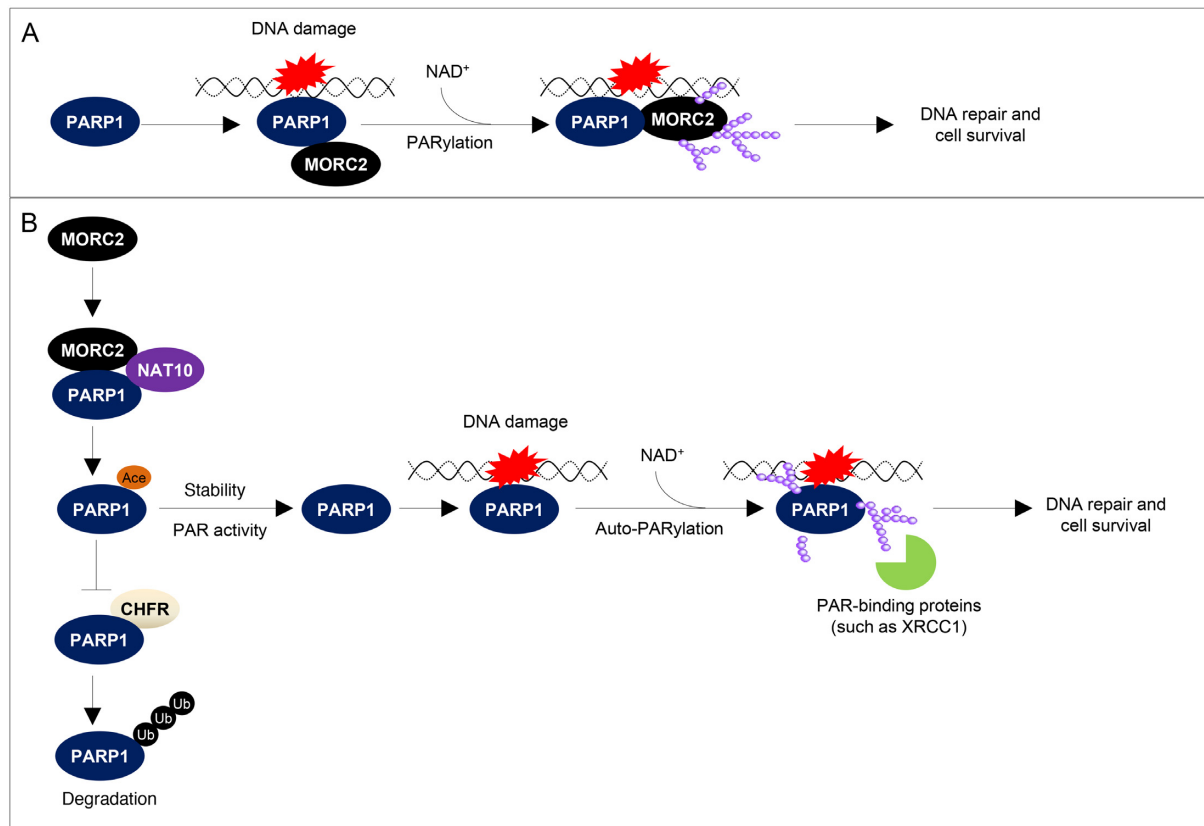 A
DNA damage
NAD+
PARP1
PARP1
MORC2
PARylation
PARP1
MORC2
DNA repair and
cell survival
B
MORC2
MORC2
NAT10
PARP1
Ace
PARP1
Stability
PAR activity
PARP1
DNA damage
PARP1
NAD+
Auto-PARylation
PARP1
DNA repair and
cell survival
PAR-binding proteins
(such as XRCC1)
CHFR
PARP1
Ub
Ub
Ub
PARP1
Degradation